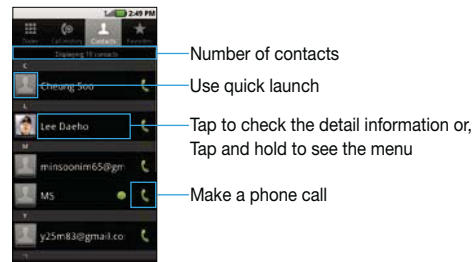 2:49 PM
Dialer Call history Contacts Favorites
Displaying 10 contacts
Number of contacts
C
Cheung Soo
Use quick launch
L
Lee Daeho
Tap to check the detail information or,
Tap and hold to see the menu
M
minsoonim65@gm
MS
Make a phone call
Y
y25m83@gmail.co